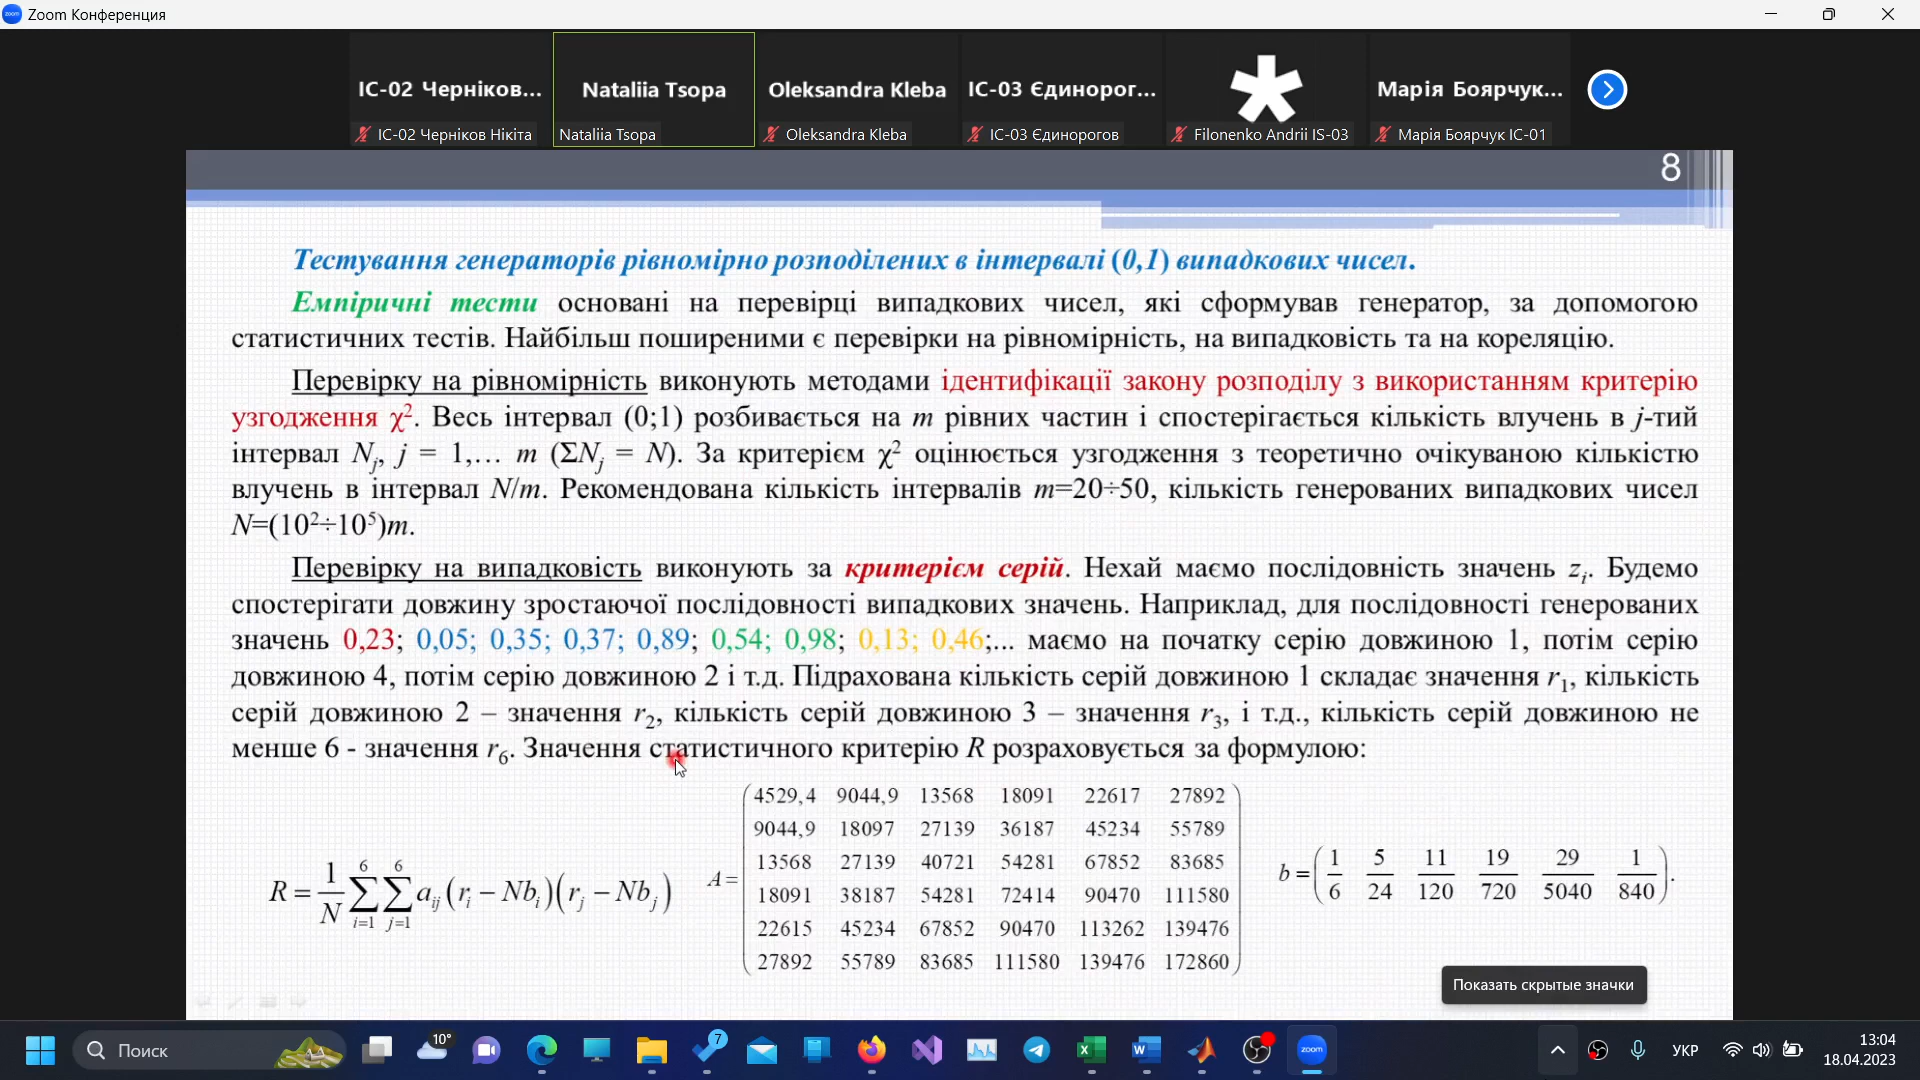 Zoom Конференция
IC-02 Черніков... Nataliia Tsopa Oleksandra Kleba IC-03 Єдинорог... Марія Боярчук...
IC-02 Черніков Нікіта Nataliia Tsopa Oleksandra Kleba IC-03 Єдинорогов Filonenko Andrii IS-03 Марія Боярчук IC-01
8
Тестування генераторів рівномірно розподілених в інтервалі (0,1) випадкових чисел.
Емпіричні тести основані на перевірці випадкових чисел, які сформував генератор, за допомогою
статистичних тестів. Найбільш поширеними є перевірки на рівномірність, на випадковість та на кореляцію.
Перевірку на рівномірність виконують методами ідентифікації закону розподілу з використанням критерію
узгодження χ². Весь інтервал (0;1) розбивається на m рівних частин і спостерігається кількість влучень в j-тий
інтервал Nj, j = 1,… m (ΣNj = N). За критерієм χ² оцінюється узгодження з теоретично очікуваною кількістю
влучень в інтервал N/m. Рекомендована кількість інтервалів m=20÷50, кількість генерованих випадкових чисел
N=(10²÷10⁵)m.
Перевірку на випадковість виконують за критерієм серій. Нехай маємо послідовність значень zᵢ. Будемо
спостерігати довжину зростаючої послідовності випадкових значень. Наприклад, для послідовності генерованих
значень 0,23; 0,05; 0,35; 0,37; 0,89; 0,54; 0,98; 0,13; 0,46;... маємо на початку серію довжиною 1, потім серію
довжиною 4, потім серію довжиною 2 і т.д. Підрахована кількість серій довжиною 1 складає значення r₁, кількість
серій довжиною 2 – значення r₂, кількість серій довжиною 3 – значення r₃, і т.д., кількість серій довжиною не
менше 6 - значення r₆. Значення статистичного критерію R розраховується за формулою:
R = 1/N Σ(i=1..6) Σ(j=1..6) aᵢⱼ(rᵢ − Nbᵢ)(rⱼ − Nbⱼ)
A =
4529,4 9044,9 13568 18091 22617 27892
9044,9 18097 27139 36187 45234 55789
13568 27139 40721 54281 67852 83685
18091 38187 54281 72414 90470 111580
22615 45234 67852 90470 113262 139476
27892 55789 83685 111580 139476 172860
b = (1/6 5/24 11/120 19/720 29/5040 1/840).
Показать скрытые значки
Поиск
10°
7
zoom
УКР
13:04
18.04.2023